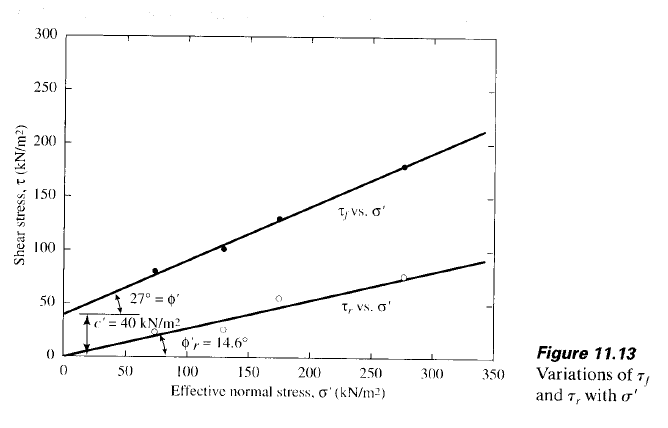 300
250
200
150
100
50
0
Shear stress, τ (kN/m²)
τf vs. σ′
27° = ϕ′
c′ = 40 kN/m²
τr vs. σ′
ϕ′r = 14.6°
0 50 100 150 200 250 300 350
Effective normal stress, σ′ (kN/m²)
Figure 11.13
Variations of τf
and τr with σ′